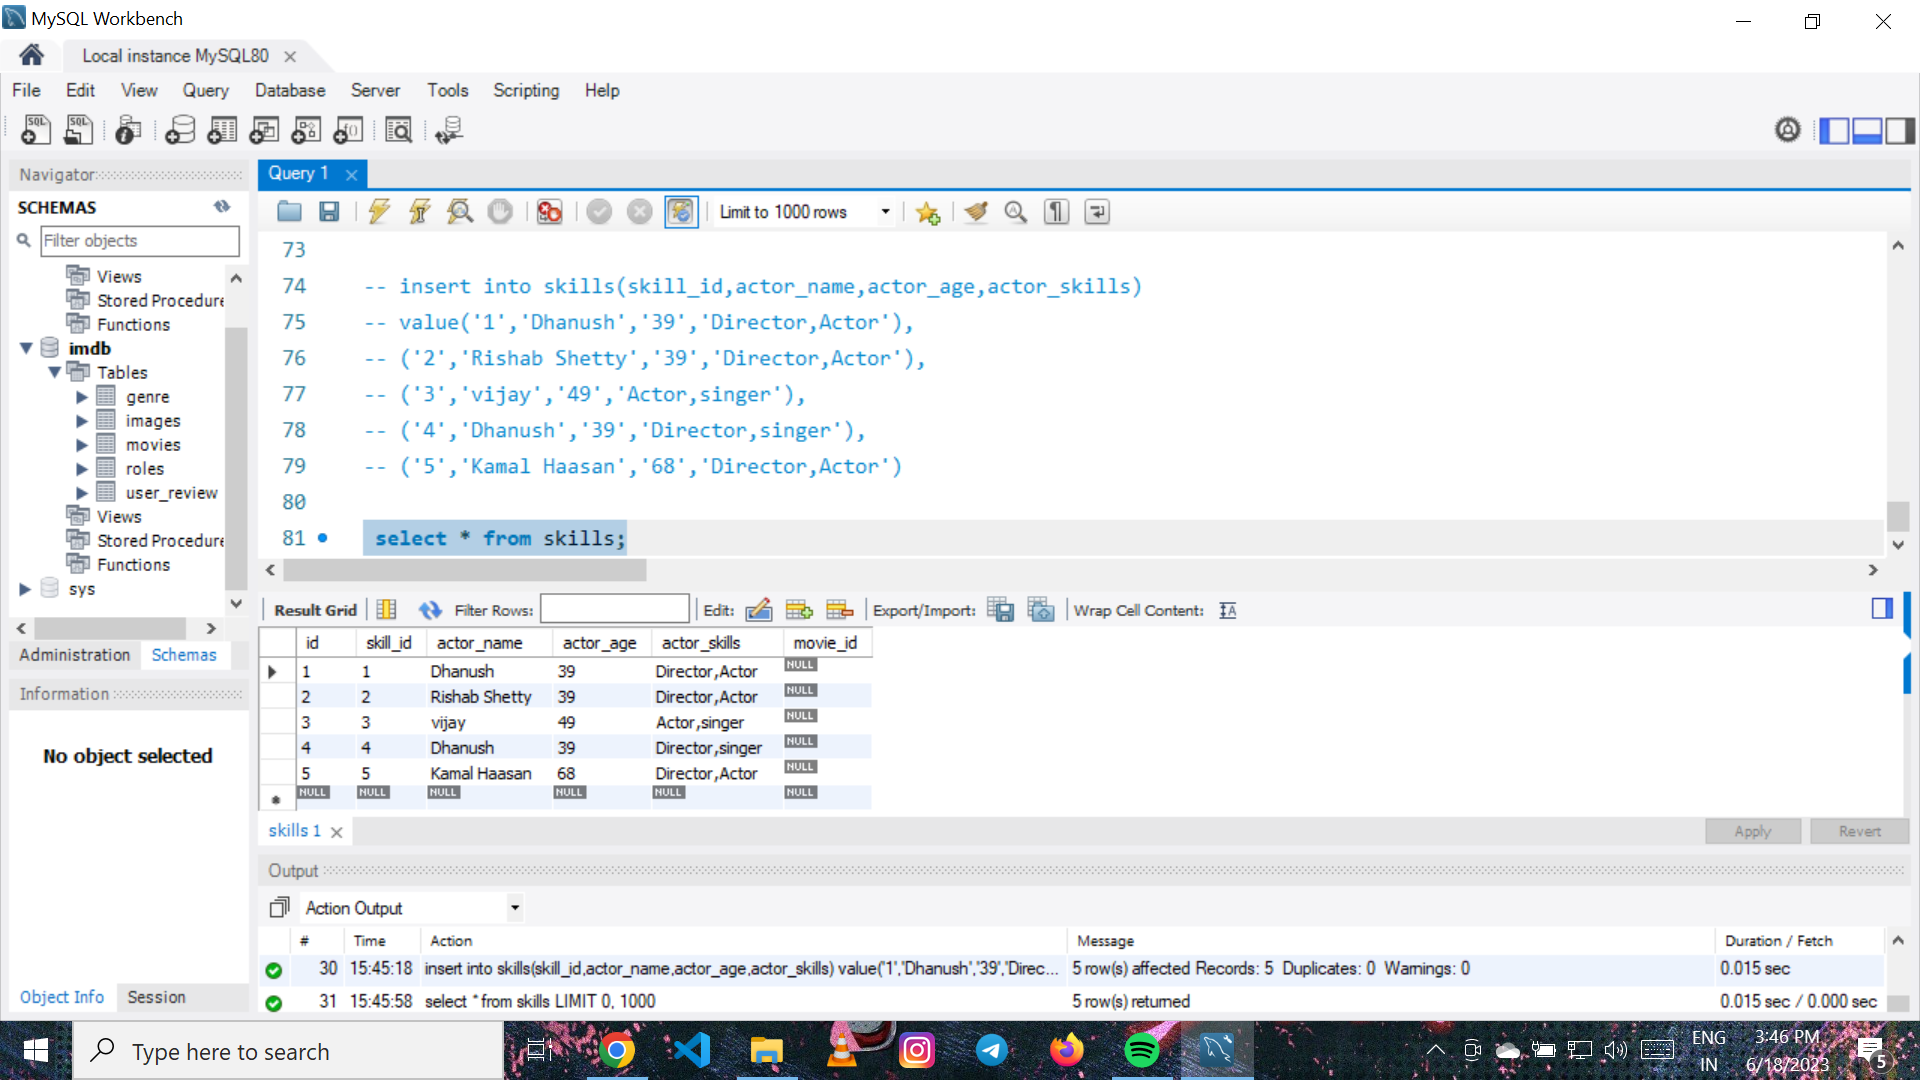 MySQL Workbench
Local instance MySQL80
File Edit View Query Database Server Tools Scripting Help
Navigator
SCHEMAS
Filter objects
Views
Stored Procedure
Functions
imdb
Tables
genre
images
movies
roles
user_review
Views
Stored Procedure
Functions
sys
Administration Schemas
Information
No object selected
Object Info Session
Query 1
Limit to 1000 rows
73
74 -- insert into skills(skill_id,actor_name,actor_age,actor_skills)
75 -- value('1','Dhanush','39','Director,Actor'),
76 -- ('2','Rishab Shetty','39','Director,Actor'),
77 -- ('3','vijay','49','Actor,singer'),
78 -- ('4','Dhanush','39','Director,singer'),
79 -- ('5','Kamal Haasan','68','Director,Actor')
80
81 select * from skills;
Result Grid Filter Rows: Edit: Export/Import: Wrap Cell Content:
id skill_id actor_name actor_age actor_skills movie_id
1 1 Dhanush 39 Director,Actor NULL
2 2 Rishab Shetty 39 Director,Actor NULL
3 3 vijay 49 Actor,singer NULL
4 4 Dhanush 39 Director,singer NULL
5 5 Kamal Haasan 68 Director,Actor NULL
NULL NULL NULL NULL NULL NULL
skills 1 Apply Revert
Output
Action Output
# Time Action Message Duration / Fetch
30 15:45:18 insert into skills(skill_id,actor_name,actor_age,actor_skills) value('1','Dhanush','39','Direc... 5 row(s) affected Records: 5 Duplicates: 0 Warnings: 0 0.015 sec
31 15:45:58 select * from skills LIMIT 0, 1000 5 row(s) returned 0.015 sec / 0.000 sec
Type here to search
ENG
IN
3:46 PM
6/18/2023
5